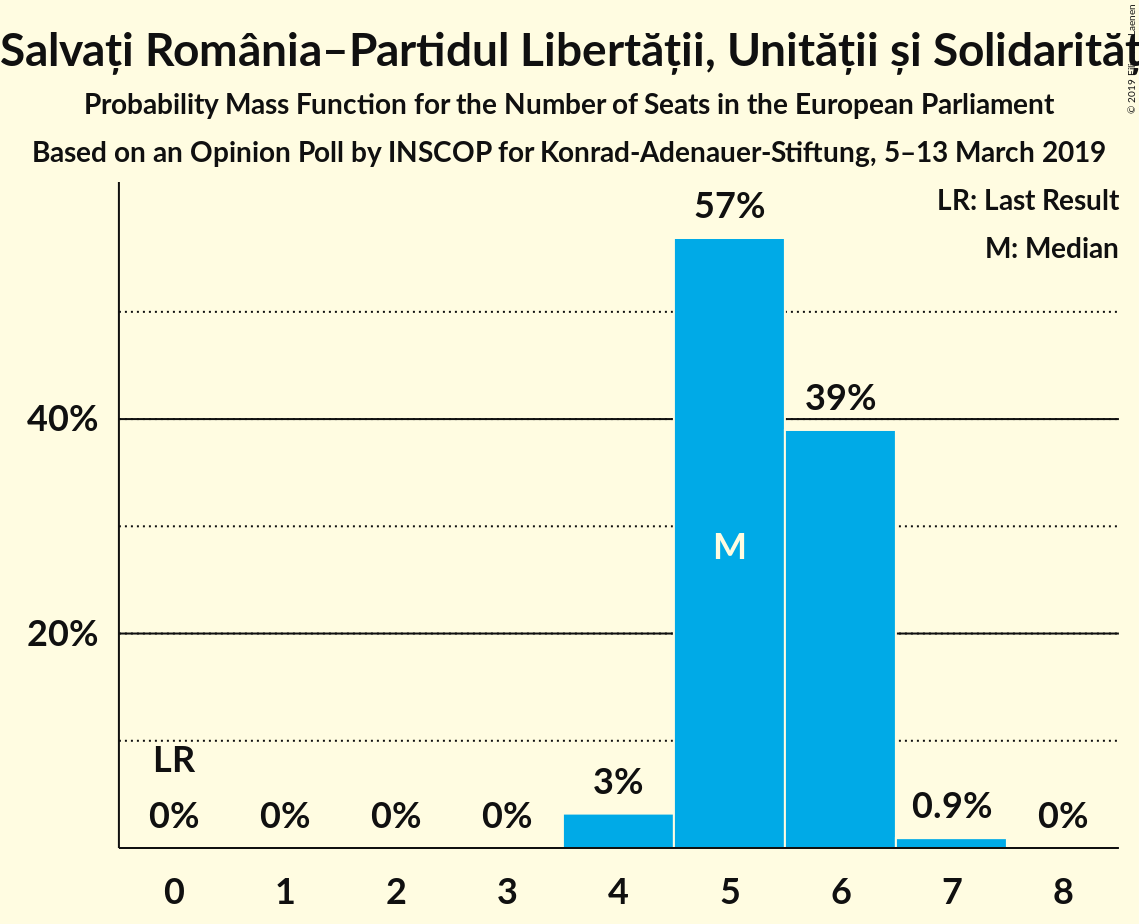 Salvați România–Partidul Libertății, Unității și Solidarităț
Probability Mass Function for the Number of Seats in the European Parliament
Based on an Opinion Poll by INSCOP for Konrad-Adenauer-Stiftung, 5–13 March 2019
© 2019 Laenen
LR: Last Result
M: Median
57%
40%
39%
M
20%
LR
3%
0.9%
0% 0% 0% 0% 0%
0 1 2 3 4 5 6 7 8